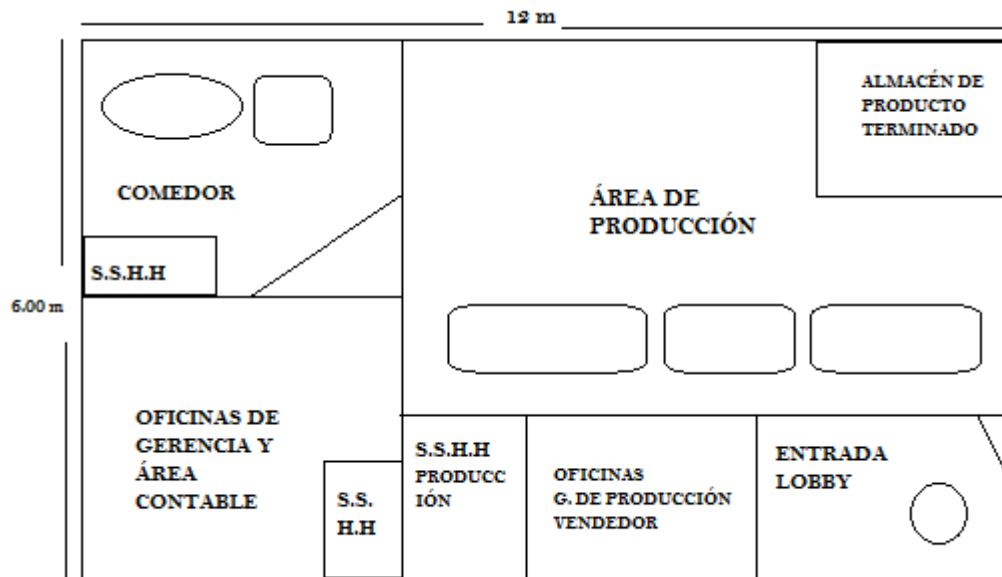 12 m
ALMACÉN DE
PRODUCTO
TERMINADO
COMEDOR
ÁREA DE
PRODUCCIÓN
S.S.H.H
6.00 m
OFICINAS DE
GERENCIA Y
ÁREA
CONTABLE
S.S.
H.H
S.S.H.H
PRODUCC
IÓN
OFICINAS
G. DE PRODUCCIÓN
VENDEDOR
ENTRADA
LOBBY